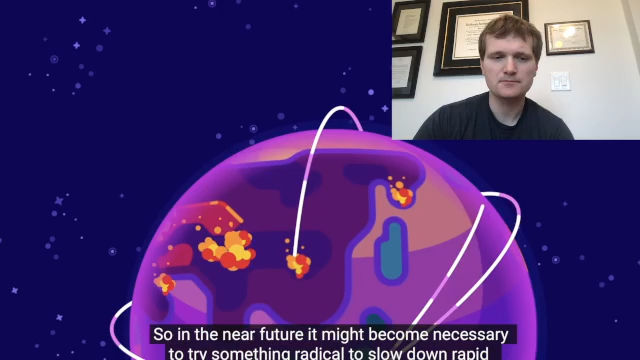 So in the near future it might become necessary
to try something radical to slow down rapid